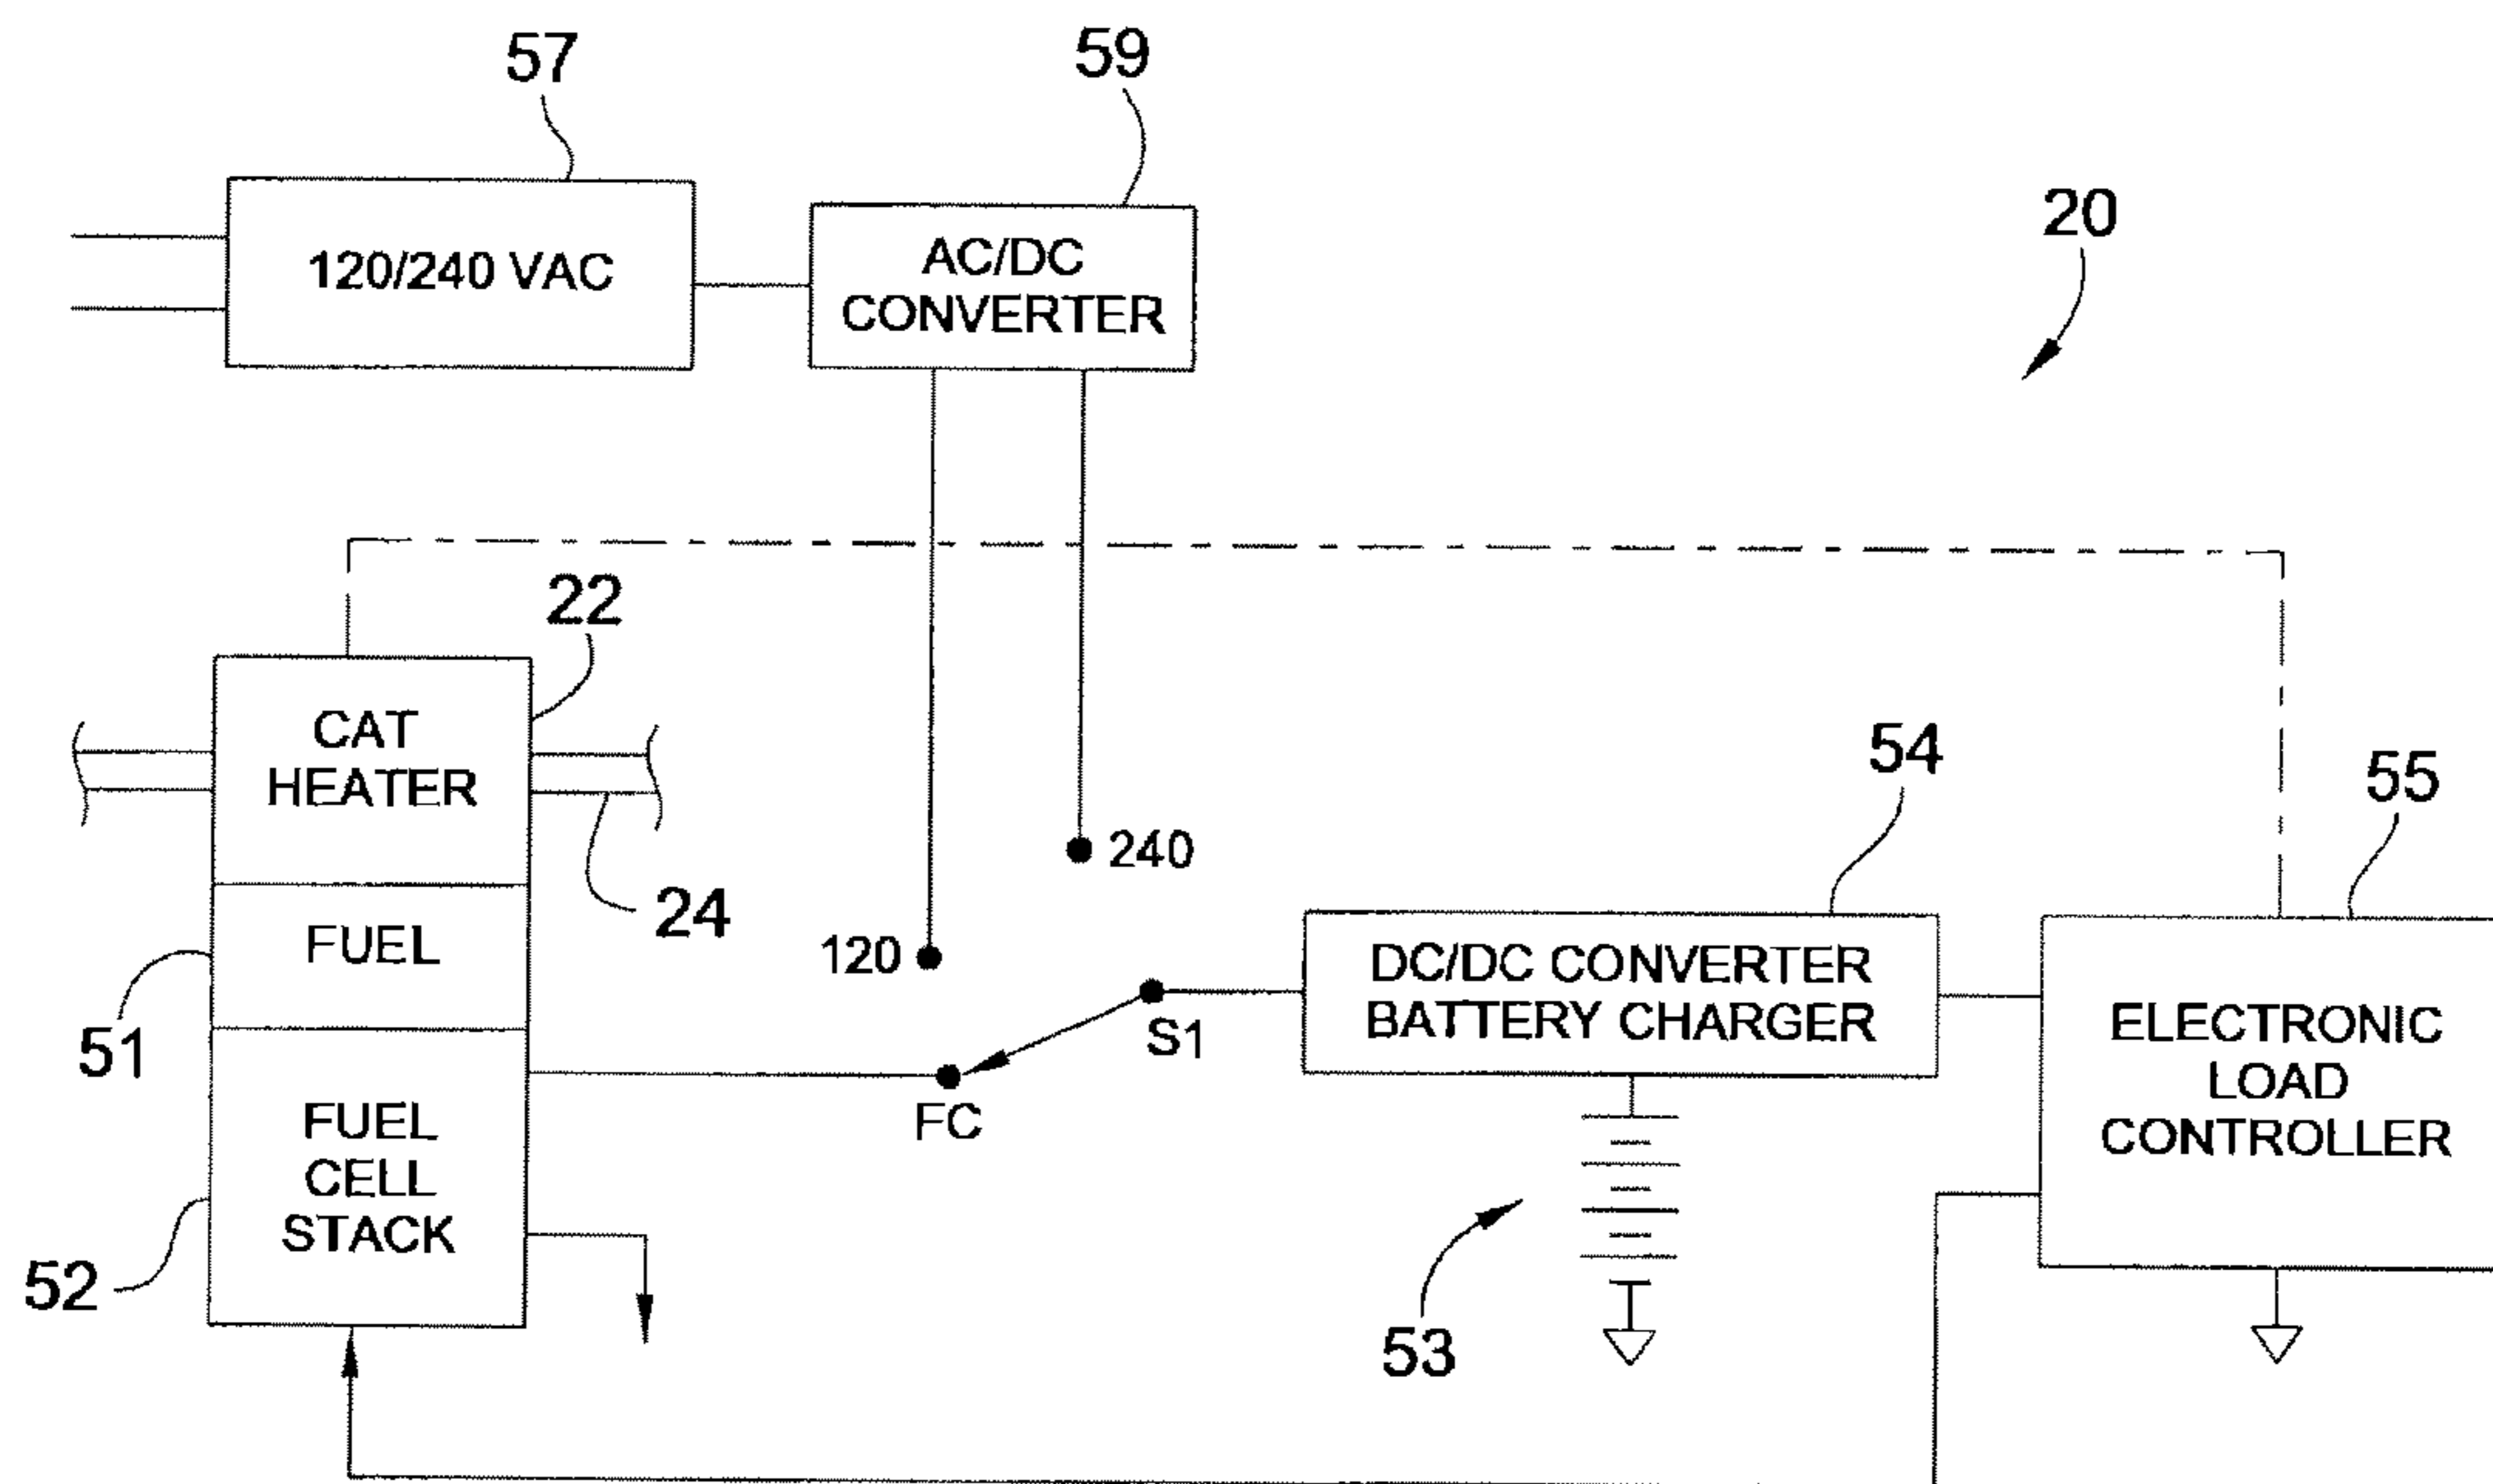 57
59
120/240 VAC
AC/DC
CONVERTER
20
22
CAT
HEATER
24
FUEL
51
FUEL
CELL
STACK
52
240
120
S1
FC
54
DC/DC CONVERTER
BATTERY CHARGER
53
55
ELECTRONIC
LOAD
CONTROLLER